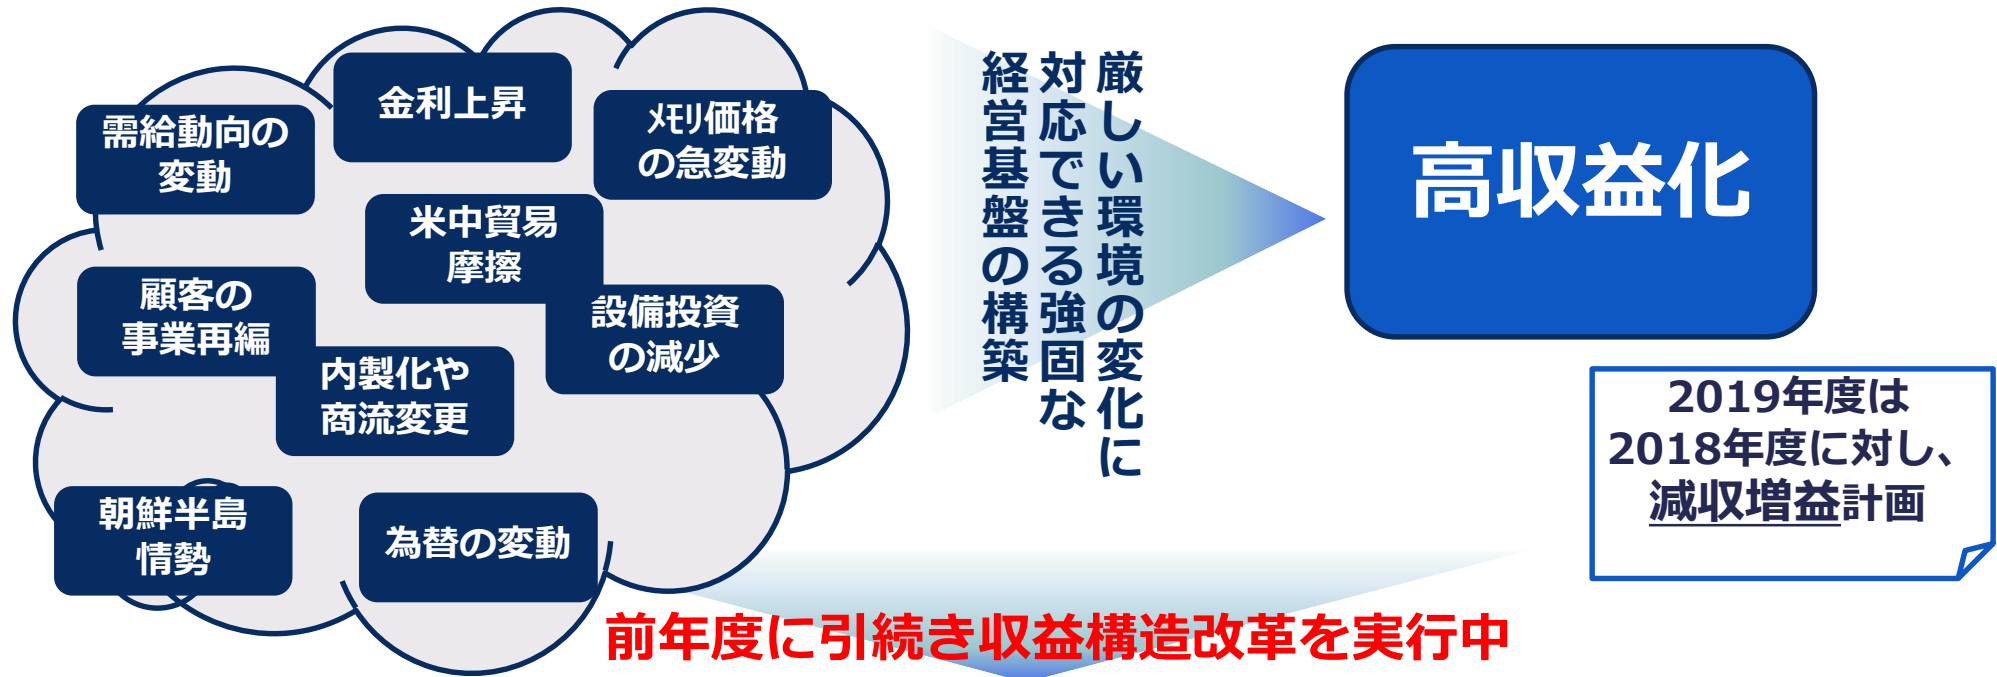 金利上昇
メモリ価格
の急変動
需給動向の
変動
米中貿易
摩擦
顧客の
事業再編
設備投資
の減少
内製化や
商流変更
朝鮮半島
情勢
為替の変動
厳しい環境の変化に
対応できる強固な
経営基盤の構築
高収益化
2019年度は
2018年度に対し、
減収増益計画
前年度に引続き収益構造改革を実行中